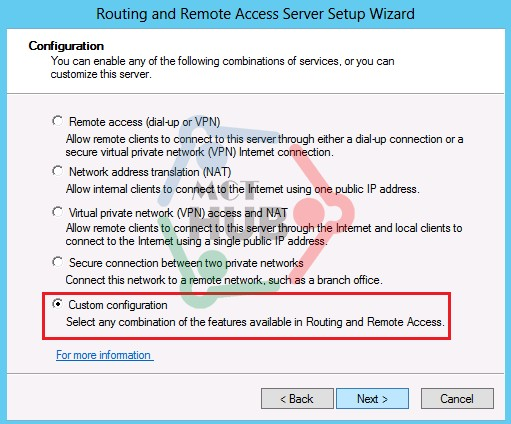 Routing and Remote Access Server Setup Wizard
Configuration
You can enable any of the following combinations of services, or you can
customize this server.
Remote access (dial-up or VPN)
Allow remote clients to connect to this server through either a dial-up connection or a
secure virtual private network (VPN) Internet connection.
Network address translation (NAT)
Allow internal clients to connect to the Internet using one public IP address.
MCT
HUB
Virtual private network (VPN) access and NAT
Allow remote clients to connect to this server through the Internet and local clients to
connect to the Internet using a single public IP address.
Secure connection between two private networks
Connect this network to a remote network, such as a branch office.
Custom configuration
Select any combination of the features available in Routing and Remote Access.
For more information
< Back Next > Cancel